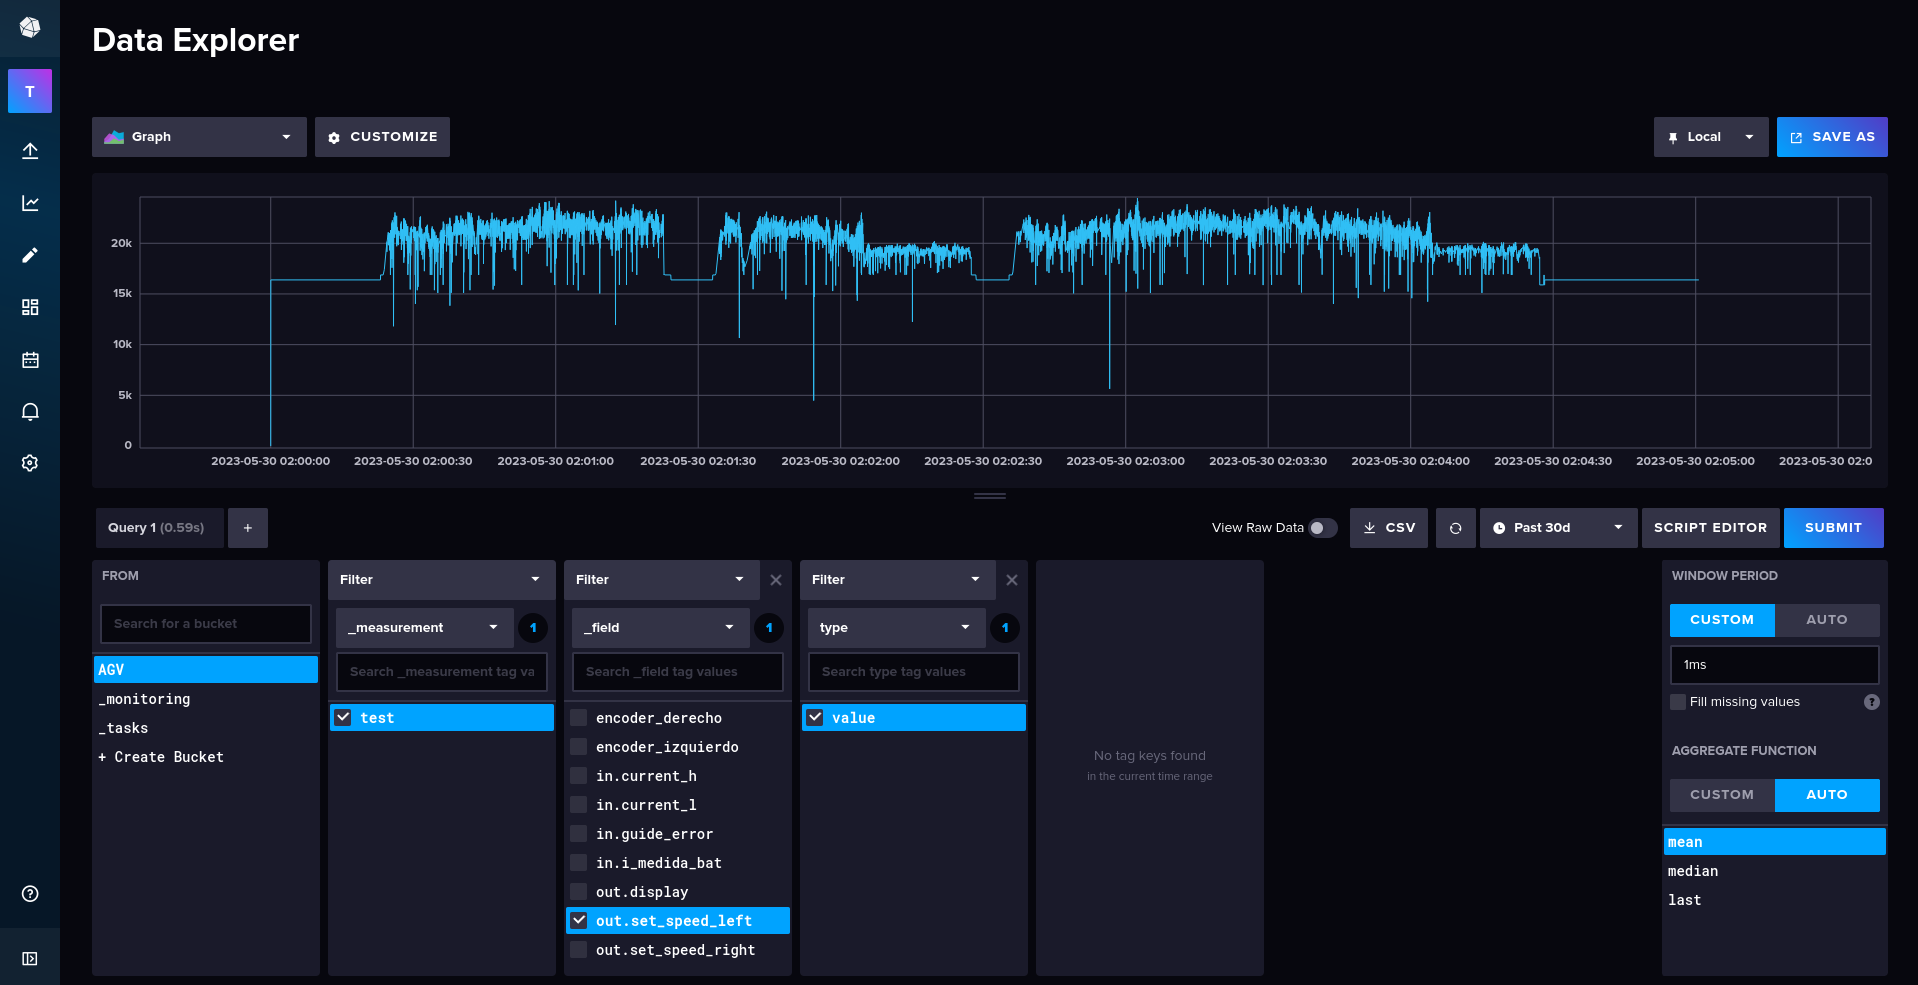 Data Explorer
T
Graph
CUSTOMIZE
Local
SAVE AS
20k
15k
10k
5k
0
2023-05-30 02:00:00 2023-05-30 02:00:30 2023-05-30 02:01:00 2023-05-30 02:01:30 2023-05-30 02:02:00 2023-05-30 02:02:30 2023-05-30 02:03:00 2023-05-30 02:03:30 2023-05-30 02:04:00 2023-05-30 02:04:30 2023-05-30 02:05:00 2023-05-30 02:0
Query 1 (0.59s)
+
View Raw Data
CSV
Past 30d
SCRIPT EDITOR
SUBMIT
FROM
Search for a bucket
AGV
_monitoring
_tasks
+ Create Bucket
Filter
_measurement
1
Search _measurement tag va
test
Filter
_field
1
Search _field tag values
encoder_derecho
encoder_izquierdo
in.current_h
in.current_l
in.guide_error
in.i_medida_bat
out.display
out.set_speed_left
out.set_speed_right
Filter
type
1
Search type tag values
value
No tag keys found
in the current time range
WINDOW PERIOD
CUSTOM
AUTO
1ms
Fill missing values
?
AGGREGATE FUNCTION
CUSTOM
AUTO
mean
median
last